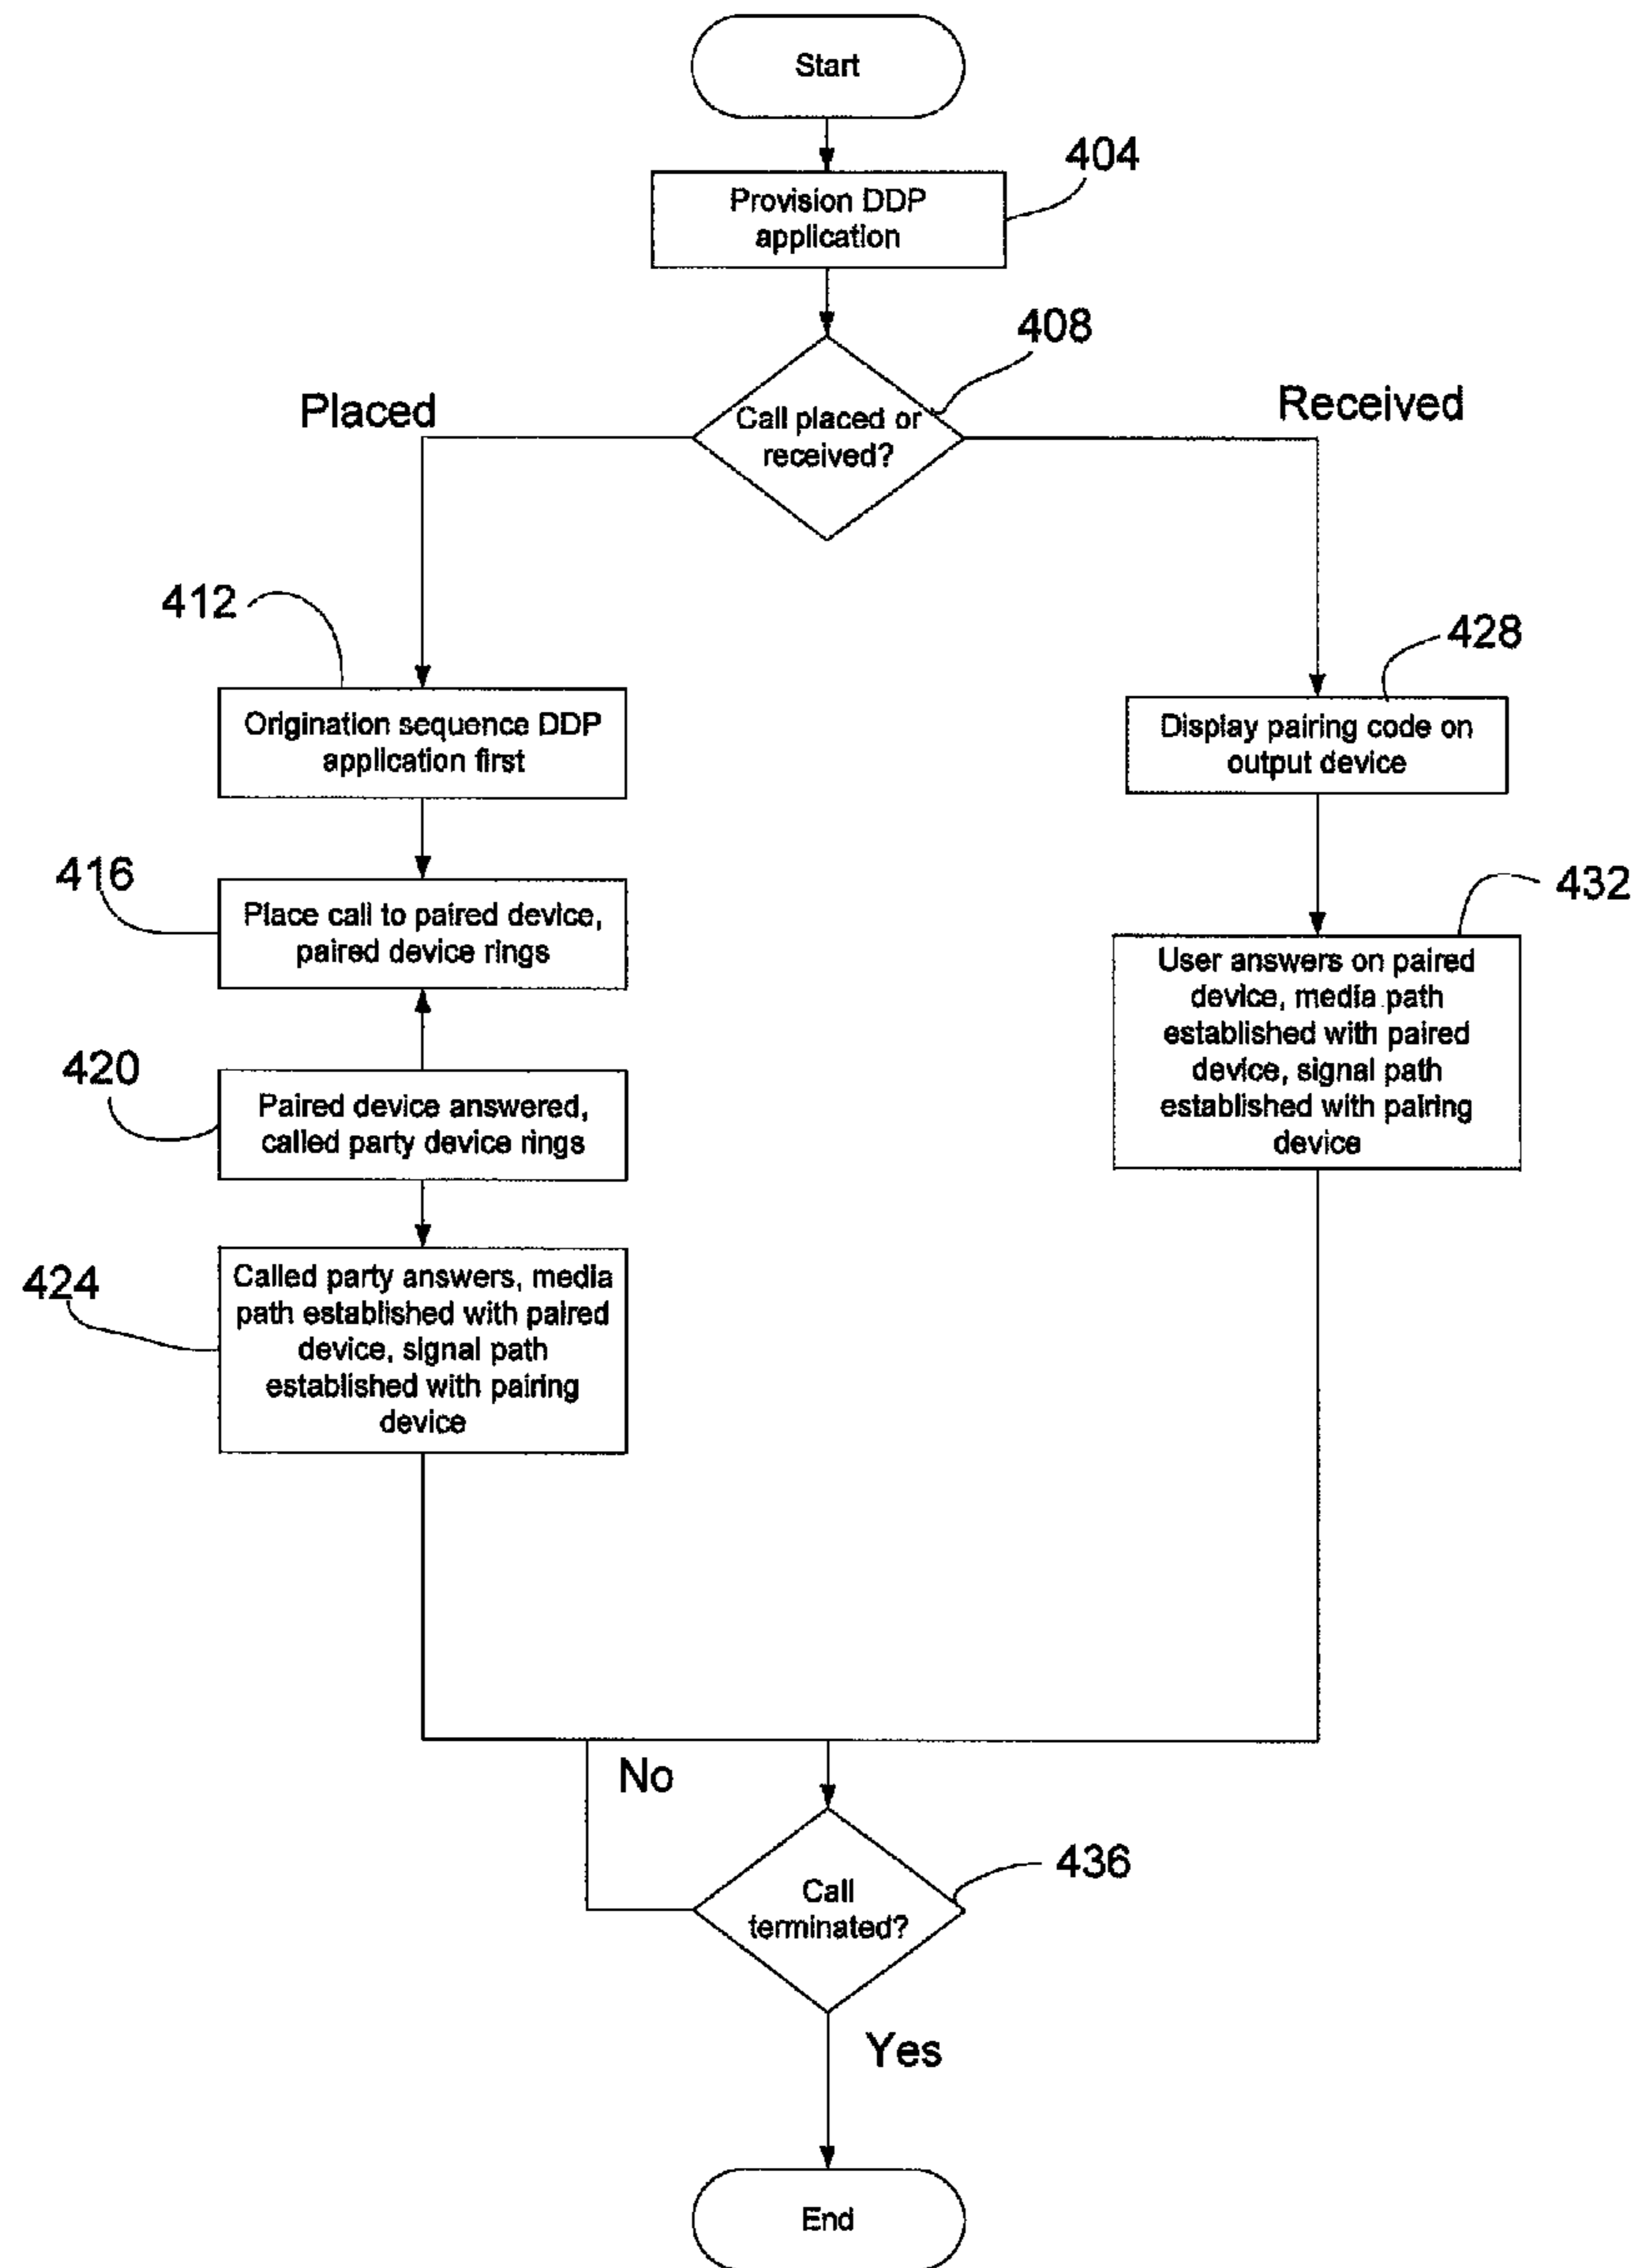 Start
404
Provision DDP
application
408
Call placed or
received?
Placed
Received
412
Origination sequence DDP
application first
428
Display pairing code on
output device
416
Place call to paired device,
paired device rings
432
User answers on paired
device, media path
established with paired
device, signal path
established with pairing
device
420
Paired device answered,
called party device rings
424
Called party answers, media
path established with paired
device, signal path
established with pairing
device
No
436
Call
terminated?
Yes
End